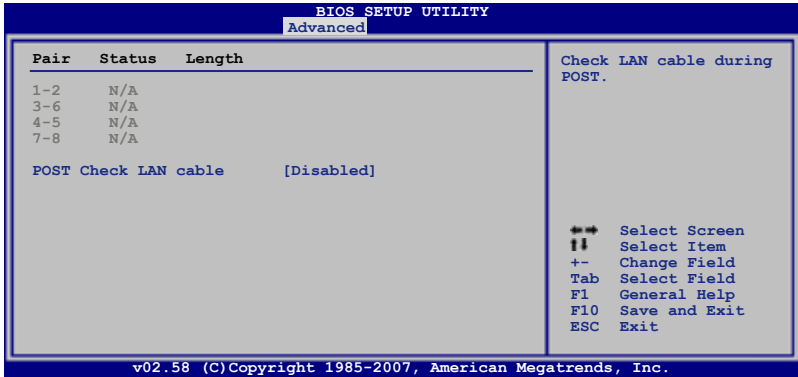 BIOS SETUP UTILITY
Advanced
Pair Status Length
1-2 N/A
3-6 N/A
4-5 N/A
7-8 N/A
POST Check LAN cable [Disabled]
Check LAN cable during
POST.
←→ Select Screen
↑↓ Select Item
+- Change Field
Tab Select Field
F1 General Help
F10 Save and Exit
ESC Exit
v02.58 (C)Copyright 1985-2007, American Megatrends, Inc.